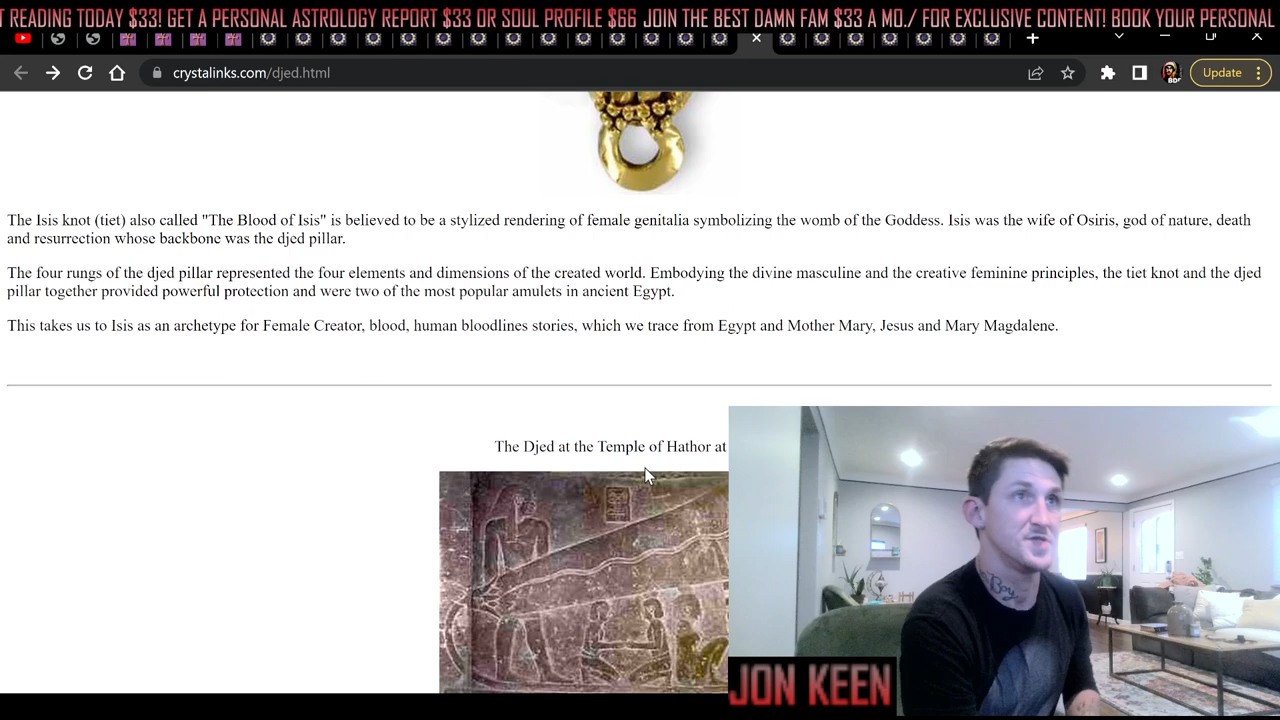 T READING TODAY $33! GET A PERSONAL ASTROLOGY REPORT $33 OR SOUL PROFILE $66 JOIN THE BEST DAMN FAM $33 A MO./ FOR EXCLUSIVE CONTENT! BOOK YOUR PERSONAL
crystalinks.com/djed.html
BDF
Update
The Isis knot (tiet) also called "The Blood of Isis" is believed to be a stylized rendering of female genitalia symbolizing the womb of the Goddess. Isis was the wife of Osiris, god of nature, death
and resurrection whose backbone was the djed pillar.
The four rungs of the djed pillar represented the four elements and dimensions of the created world. Embodying the divine masculine and the creative feminine principles, the tiet knot and the djed
pillar together provided powerful protection and were two of the most popular amulets in ancient Egypt.
This takes us to Isis as an archetype for Female Creator, blood, human bloodlines stories, which we trace from Egypt and Mother Mary, Jesus and Mary Magdalene.
The Djed at the Temple of Hathor at
Boy
JON KEEN